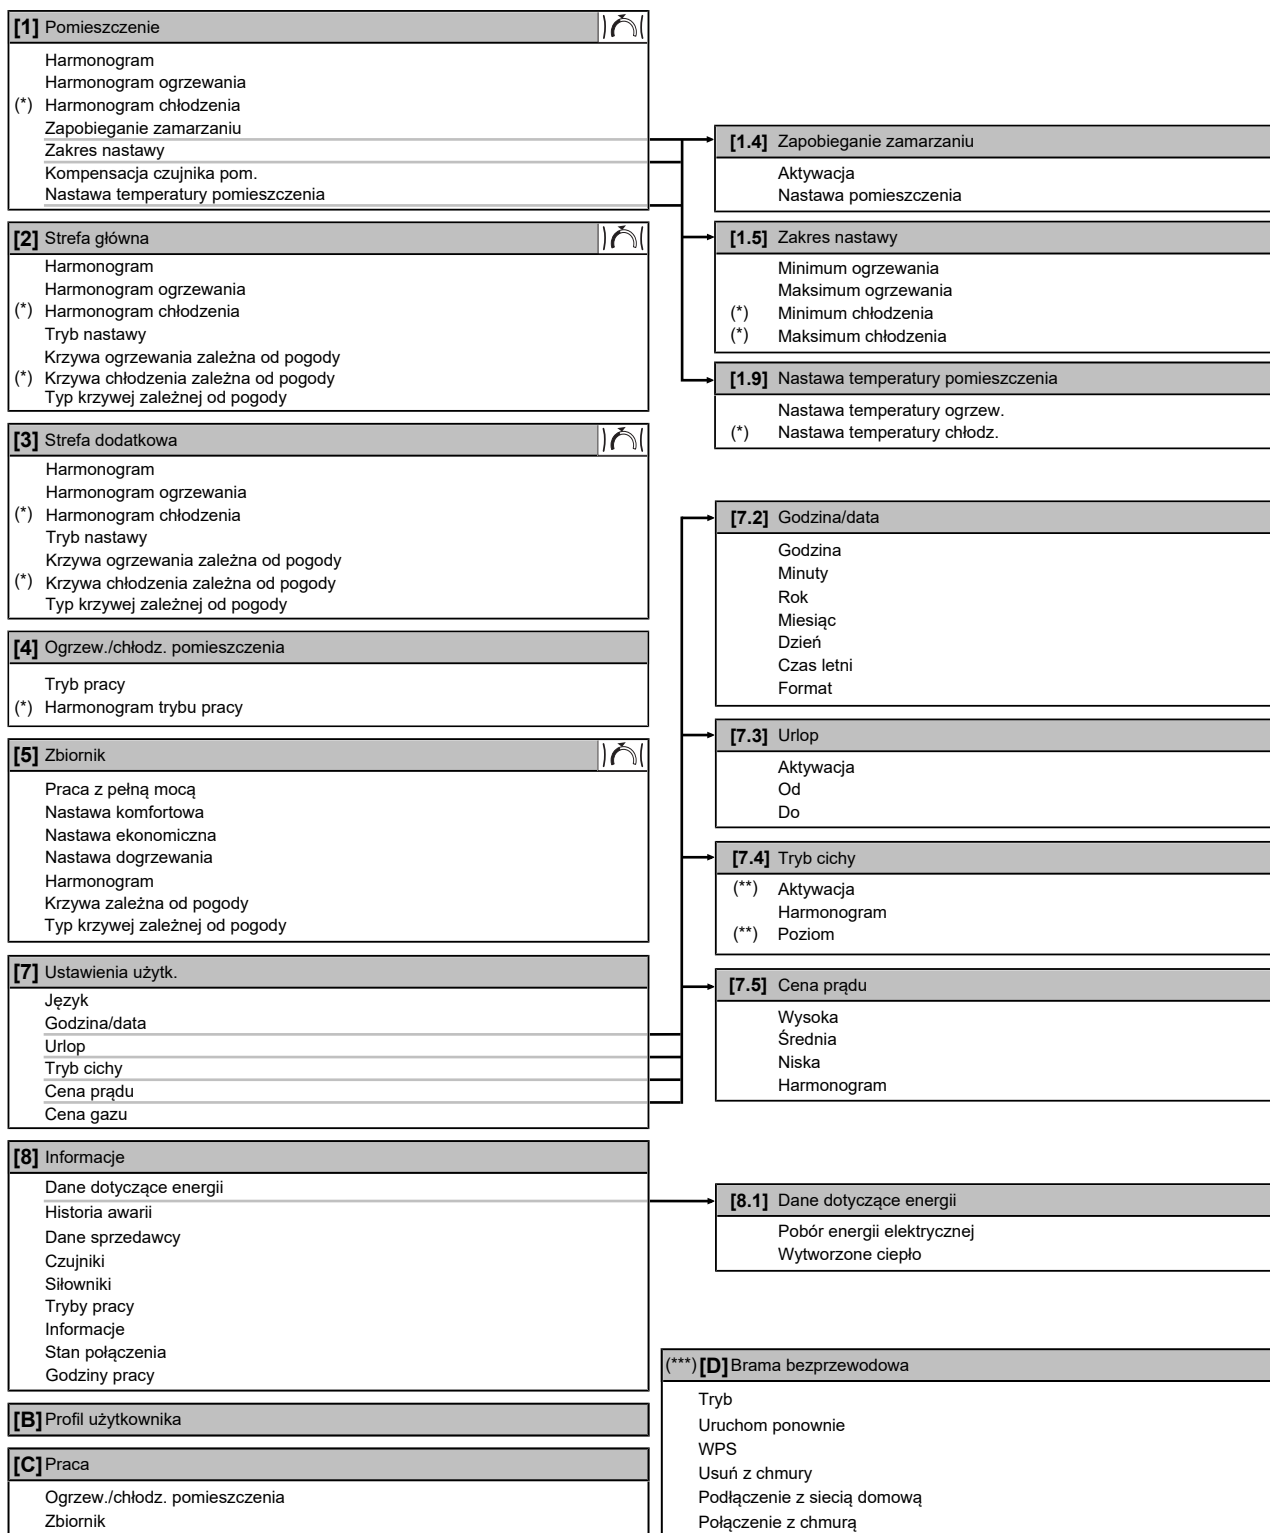 [1] Pomieszczenie
Harmonogram
Harmonogram ogrzewania
(*) Harmonogram chłodzenia
Zapobieganie zamarzaniu
Zakres nastawy
Kompensacja czujnika pom.
Nastawa temperatury pomieszczenia
[2] Strefa główna
Harmonogram
Harmonogram ogrzewania
(*) Harmonogram chłodzenia
Tryb nastawy
Krzywa ogrzewania zależna od pogody
(*) Krzywa chłodzenia zależna od pogody
Typ krzywej zależnej od pogody
[3] Strefa dodatkowa
Harmonogram
Harmonogram ogrzewania
(*) Harmonogram chłodzenia
Tryb nastawy
Krzywa ogrzewania zależna od pogody
(*) Krzywa chłodzenia zależna od pogody
Typ krzywej zależnej od pogody
[4] Ogrzew./chłodz. pomieszczenia
Tryb pracy
(*) Harmonogram trybu pracy
[5] Zbiornik
Praca z pełną mocą
Nastawa komfortowa
Nastawa ekonomiczna
Nastawa dogrzewania
Harmonogram
Krzywa zależna od pogody
Typ krzywej zależnej od pogody
[7] Ustawienia użytk.
Język
Godzina/data
Urlop
Tryb cichy
Cena prądu
Cena gazu
[8] Informacje
Dane dotyczące energii
Historia awarii
Dane sprzedawcy
Czujniki
Siłowniki
Tryby pracy
Informacje
Stan połączenia
Godziny pracy
[B] Profil użytkownika
[C] Praca
Ogrzew./chłodz. pomieszczenia
Zbiornik
[1.4] Zapobieganie zamarzaniu
Aktywacja
Nastawa pomieszczenia
[1.5] Zakres nastawy
Minimum ogrzewania
Maksimum ogrzewania
(*) Minimum chłodzenia
(*) Maksimum chłodzenia
[1.9] Nastawa temperatury pomieszczenia
Nastawa temperatury ogrzew.
(*) Nastawa temperatury chłodz.
[7.2] Godzina/data
Godzina
Minuty
Rok
Miesiąc
Dzień
Czas letni
Format
[7.3] Urlop
Aktywacja
Od
Do
[7.4] Tryb cichy
(**) Aktywacja
Harmonogram
(**) Poziom
[7.5] Cena prądu
Wysoka
Średnia
Niska
Harmonogram
[8.1] Dane dotyczące energii
Pobór energii elektrycznej
Wytworzone ciepło
(***) [D] Brama bezprzewodowa
Tryb
Uruchom ponownie
WPS
Usuń z chmury
Podłączenie z siecią domową
Połączenie z chmurą